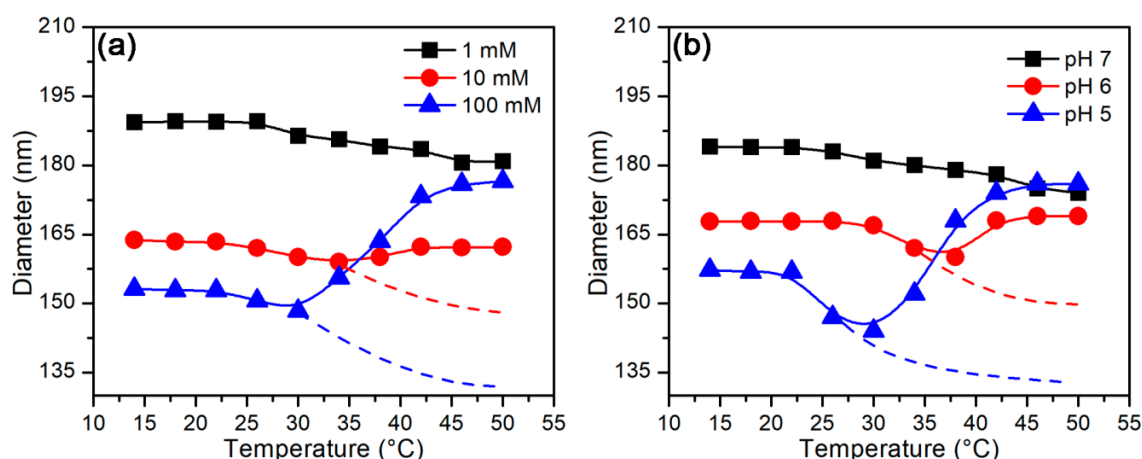 (a)
1 mM
10 mM
100 mM
Diameter (nm)
210
195
180
165
150
135
10 15 20 25 30 35 40 45 50 55
Temperature (°C)
(b)
pH 7
pH 6
pH 5
Diameter (nm)
210
195
180
165
150
135
10 15 20 25 30 35 40 45 50 55
Temperature (°C)